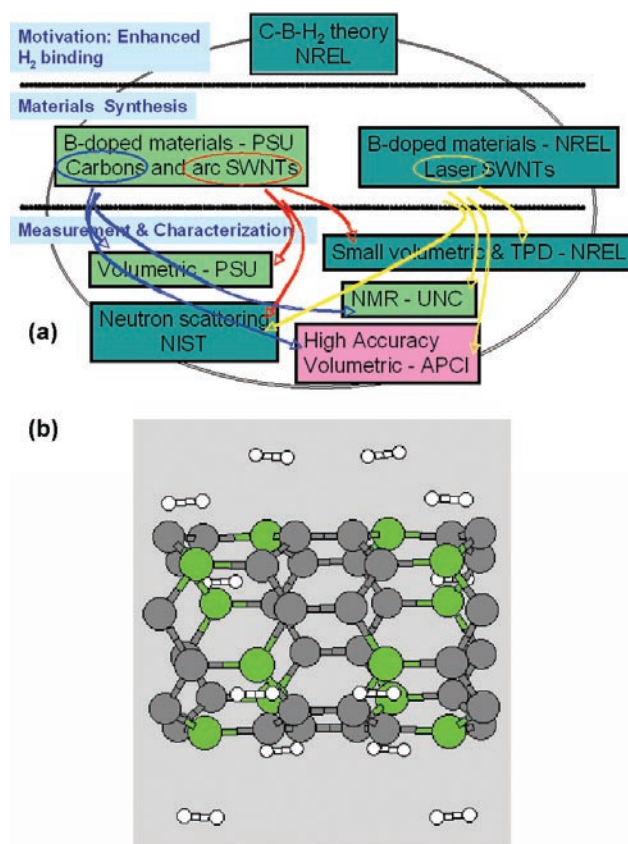 Motivation: Enhanced
H₂ binding
C-B-H₂ theory
NREL
Materials Synthesis
B-doped materials - PSU
Carbons and arc SWNTs
B-doped materials - NREL
Laser SWNTs
Measurement & Characterization
Volumetric - PSU
Small volumetric & TPD - NREL
NMR - UNC
Neutron scattering
NIST
High Accuracy
Volumetric - APCI
(a)
(b)